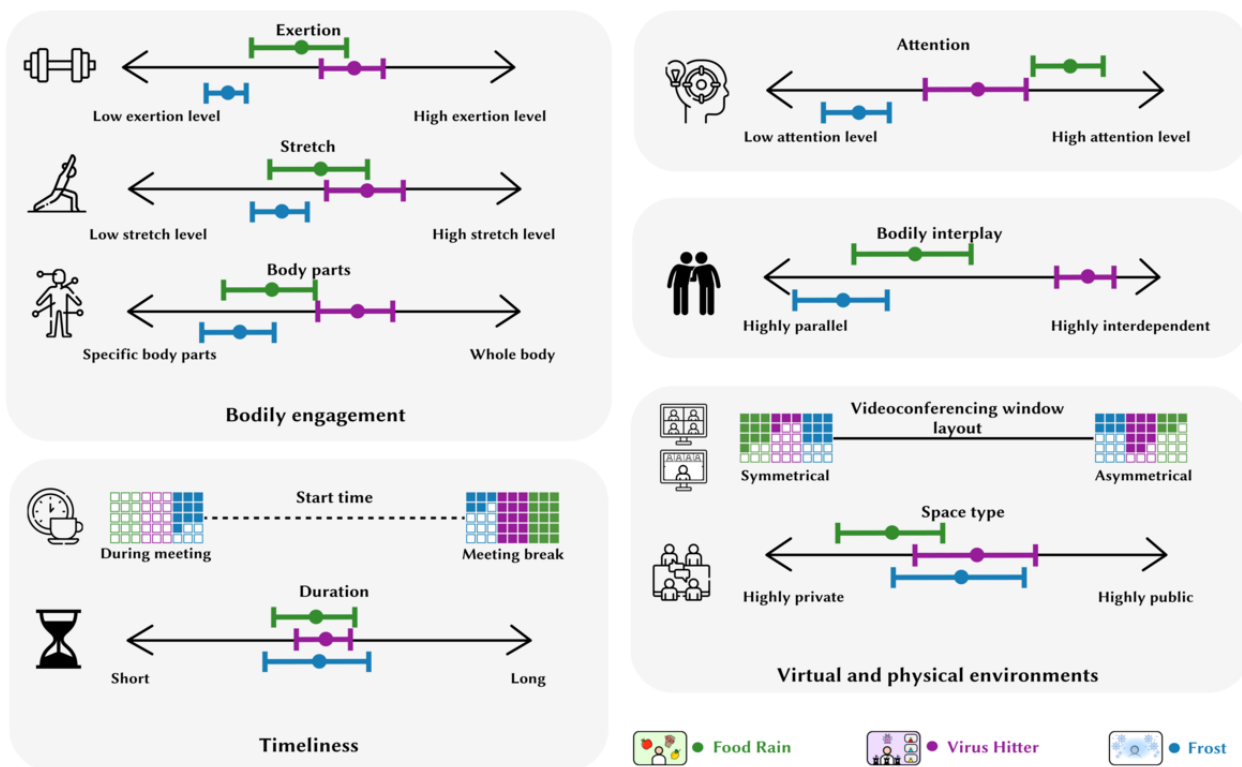 Exertion
Low exertion level
High exertion level
Stretch
Low stretch level
High stretch level
Body parts
Specific body parts
Whole body
Bodily engagement
Start time
During meeting
Meeting break
Duration
Short
Long
Timeliness
Attention
Low attention level
High attention level
Bodily interplay
Highly parallel
Highly interdependent
Videoconferencing window
layout
Symmetrical
Asymmetrical
Space type
Highly private
Highly public
Virtual and physical environments
Food Rain
Virus Hitter
Frost